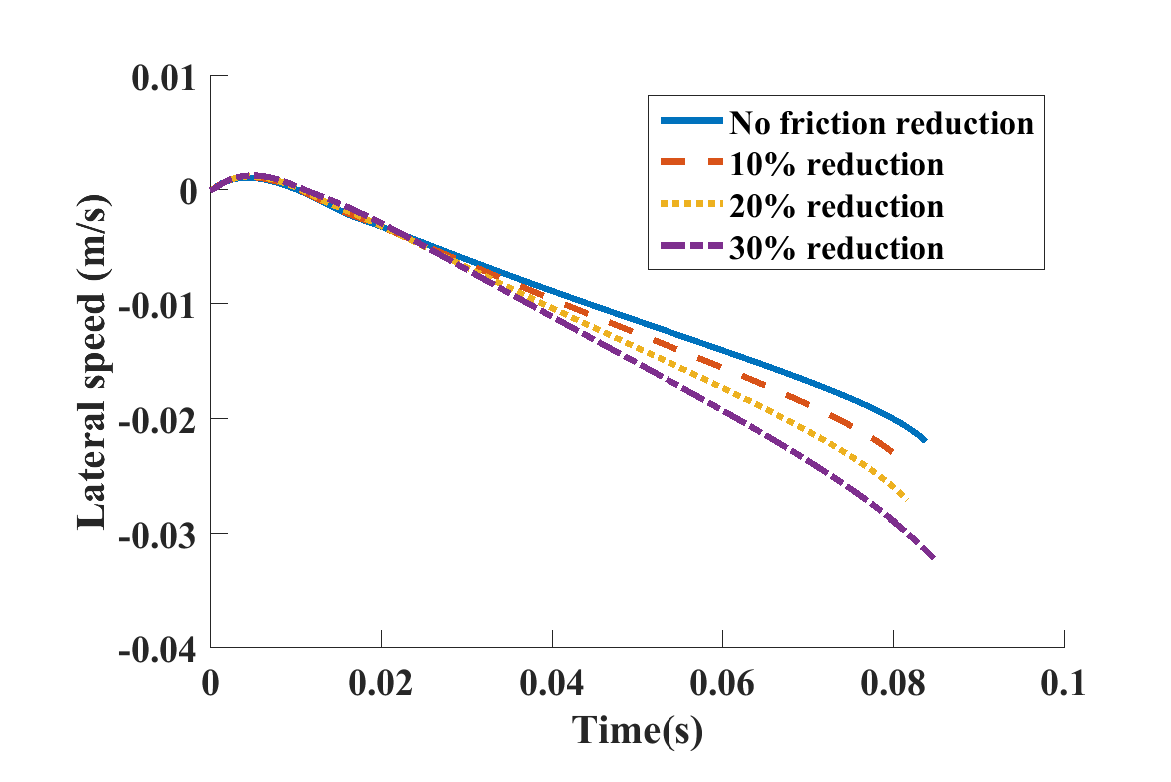 0.01
0
-0.01
-0.02
-0.03
-0.04
Lateral speed (m/s)
No friction reduction
10% reduction
20% reduction
30% reduction
0
0.02
0.04
0.06
0.08
0.1
Time(s)